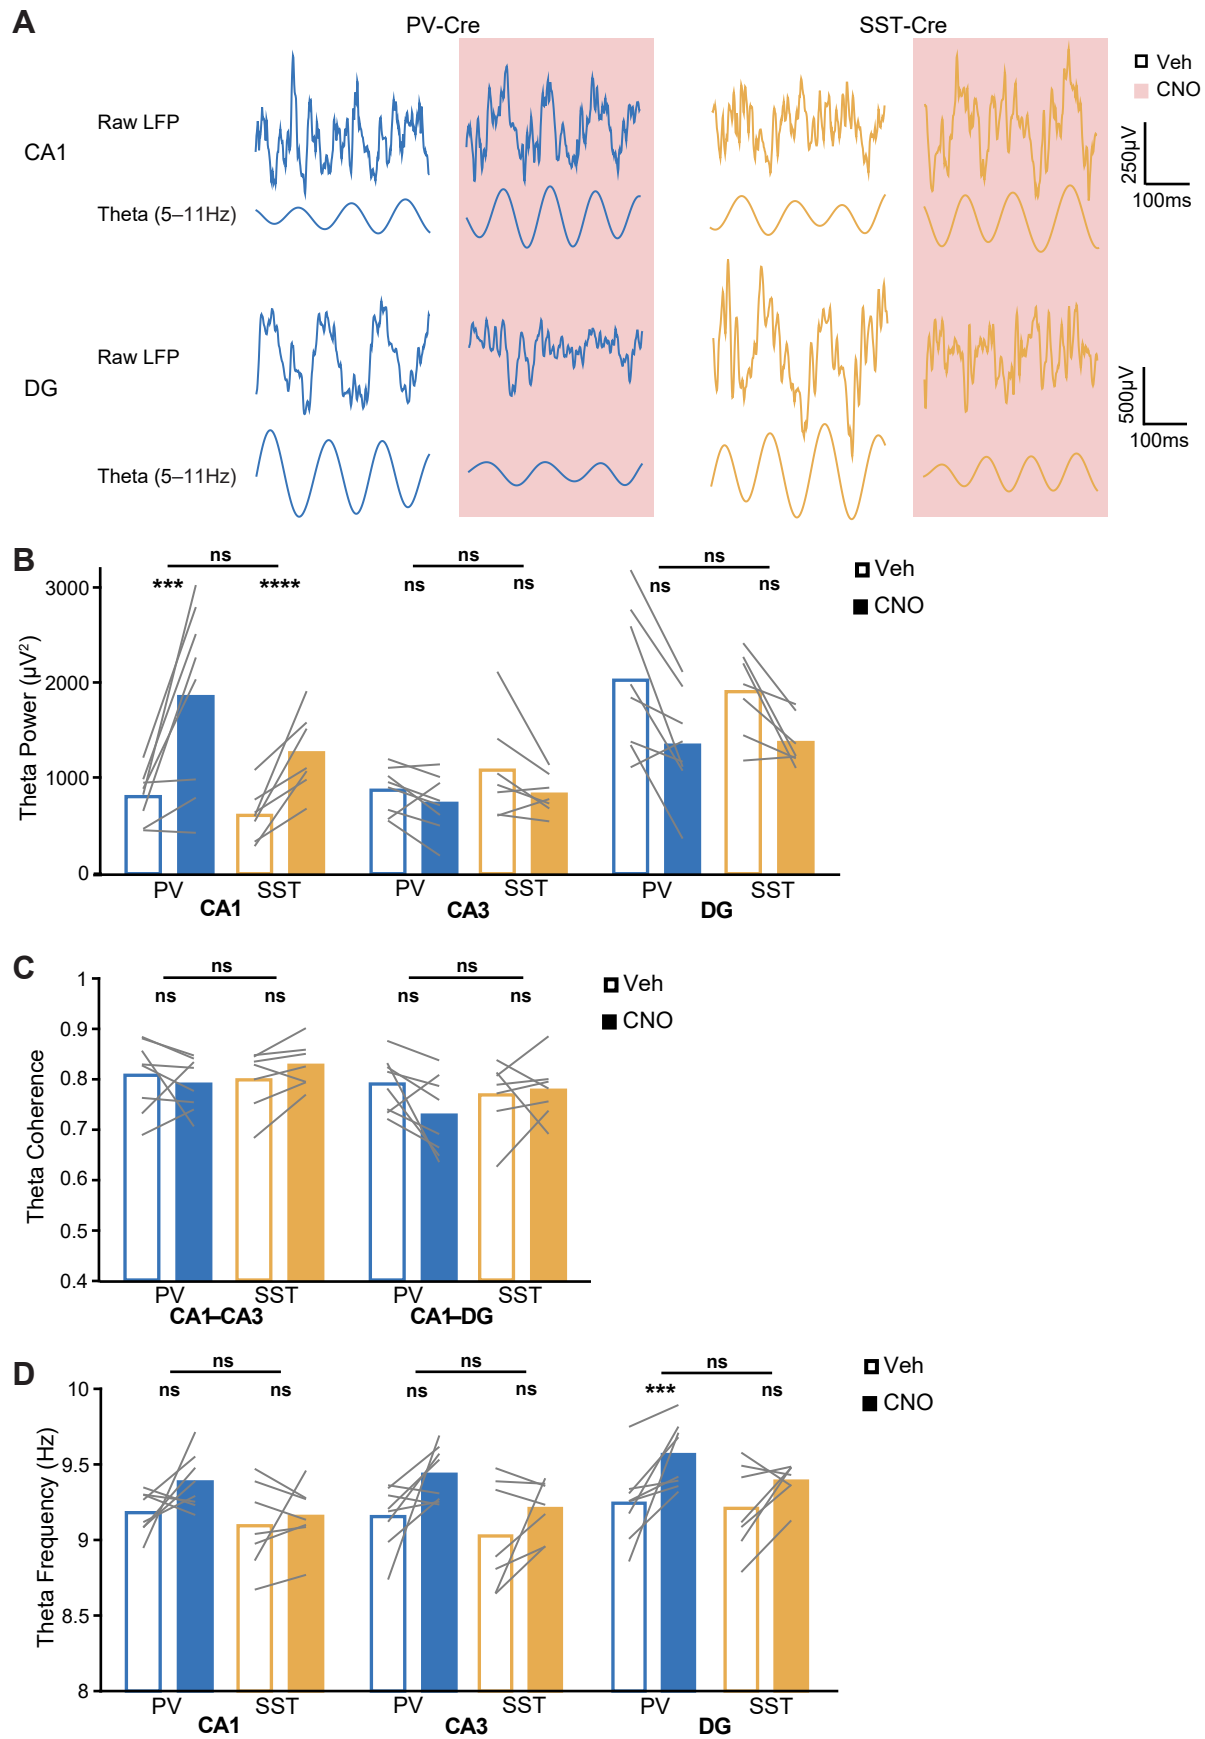 A
PV-Cre
SST-Cre
Veh
CNO
Raw LFP
CA1
250µV
100ms
Theta (5–11Hz)
Raw LFP
DG
500µV
100ms
Theta (5–11Hz)
B
ns
ns
ns
*** **** ns ns ns ns
Veh
CNO
Theta Power (µV²)
3000
2000
1000
0
PV SST PV SST PV SST
CA1 CA3 DG
C
ns
ns
ns ns ns ns
Veh
CNO
Theta Coherence
1
0.9
0.8
0.7
0.6
0.5
0.4
PV SST PV SST
CA1–CA3 CA1–DG
D
ns
ns
ns
ns ns ns ns *** ns
Veh
CNO
Theta Frequency (Hz)
10
9.5
9
8.5
8
PV SST PV SST PV SST
CA1 CA3 DG